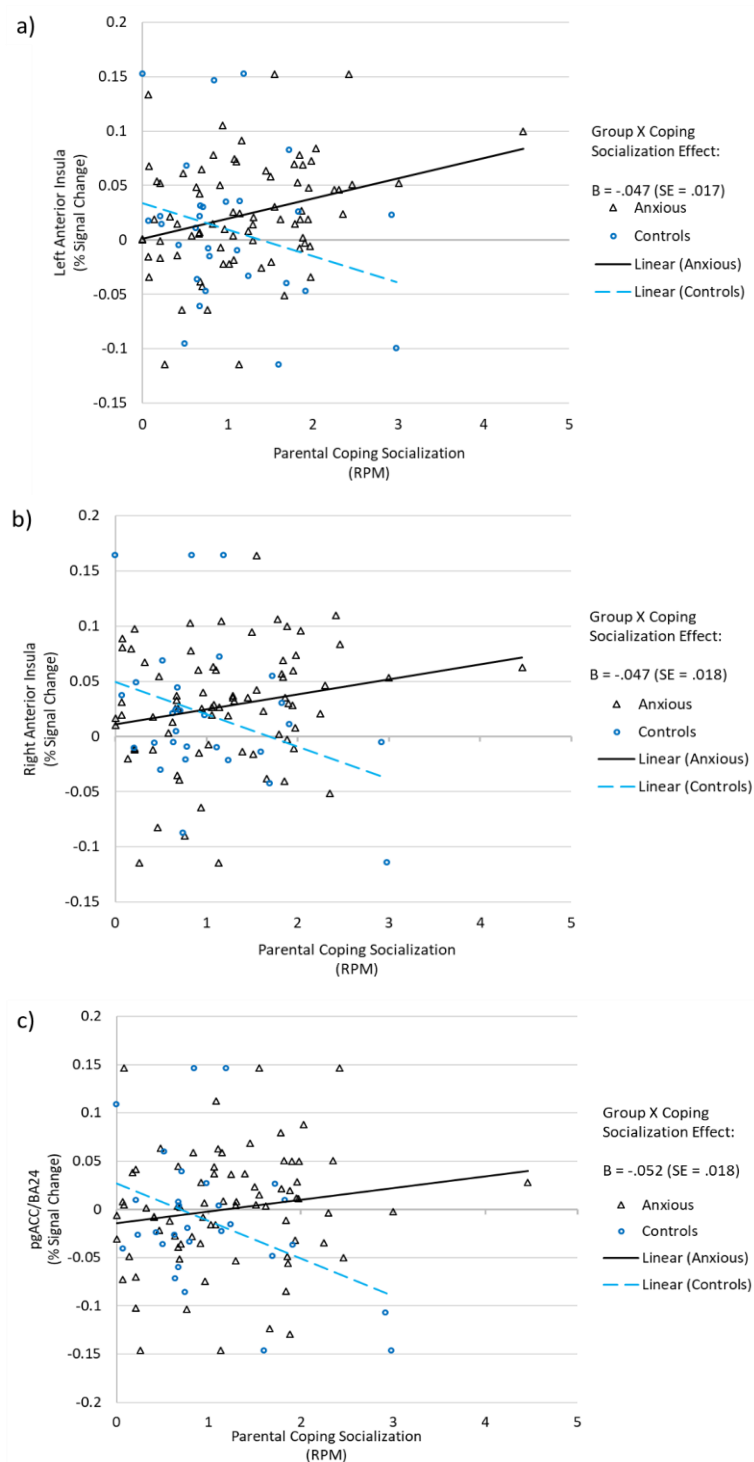 a)
0.2
0.15
0.1
0.05
0
-0.05
-0.1
-0.15
Left Anterior Insula
(% Signal Change)
0 1 2 3 4 5
Parental Coping Socialization
(RPM)
Group X Coping
Socialization Effect:
B = -.047 (SE = .017)
Anxious
Controls
Linear (Anxious)
Linear (Controls)
b)
0.2
0.15
0.1
0.05
0
-0.05
-0.1
-0.15
Right Anterior Insula
(% Signal Change)
0 1 2 3 4 5
Parental Coping Socialization
(RPM)
Group X Coping
Socialization Effect:
B = -.047 (SE = .018)
Anxious
Controls
Linear (Anxious)
Linear (Controls)
c)
0.2
0.15
0.1
0.05
0
-0.05
-0.1
-0.15
-0.2
pgACC/BA24
(% Signal Change)
0 1 2 3 4 5
Parental Coping Socialization
(RPM)
Group X Coping
Socialization Effect:
B = -.052 (SE = .018)
Anxious
Controls
Linear (Anxious)
Linear (Controls)